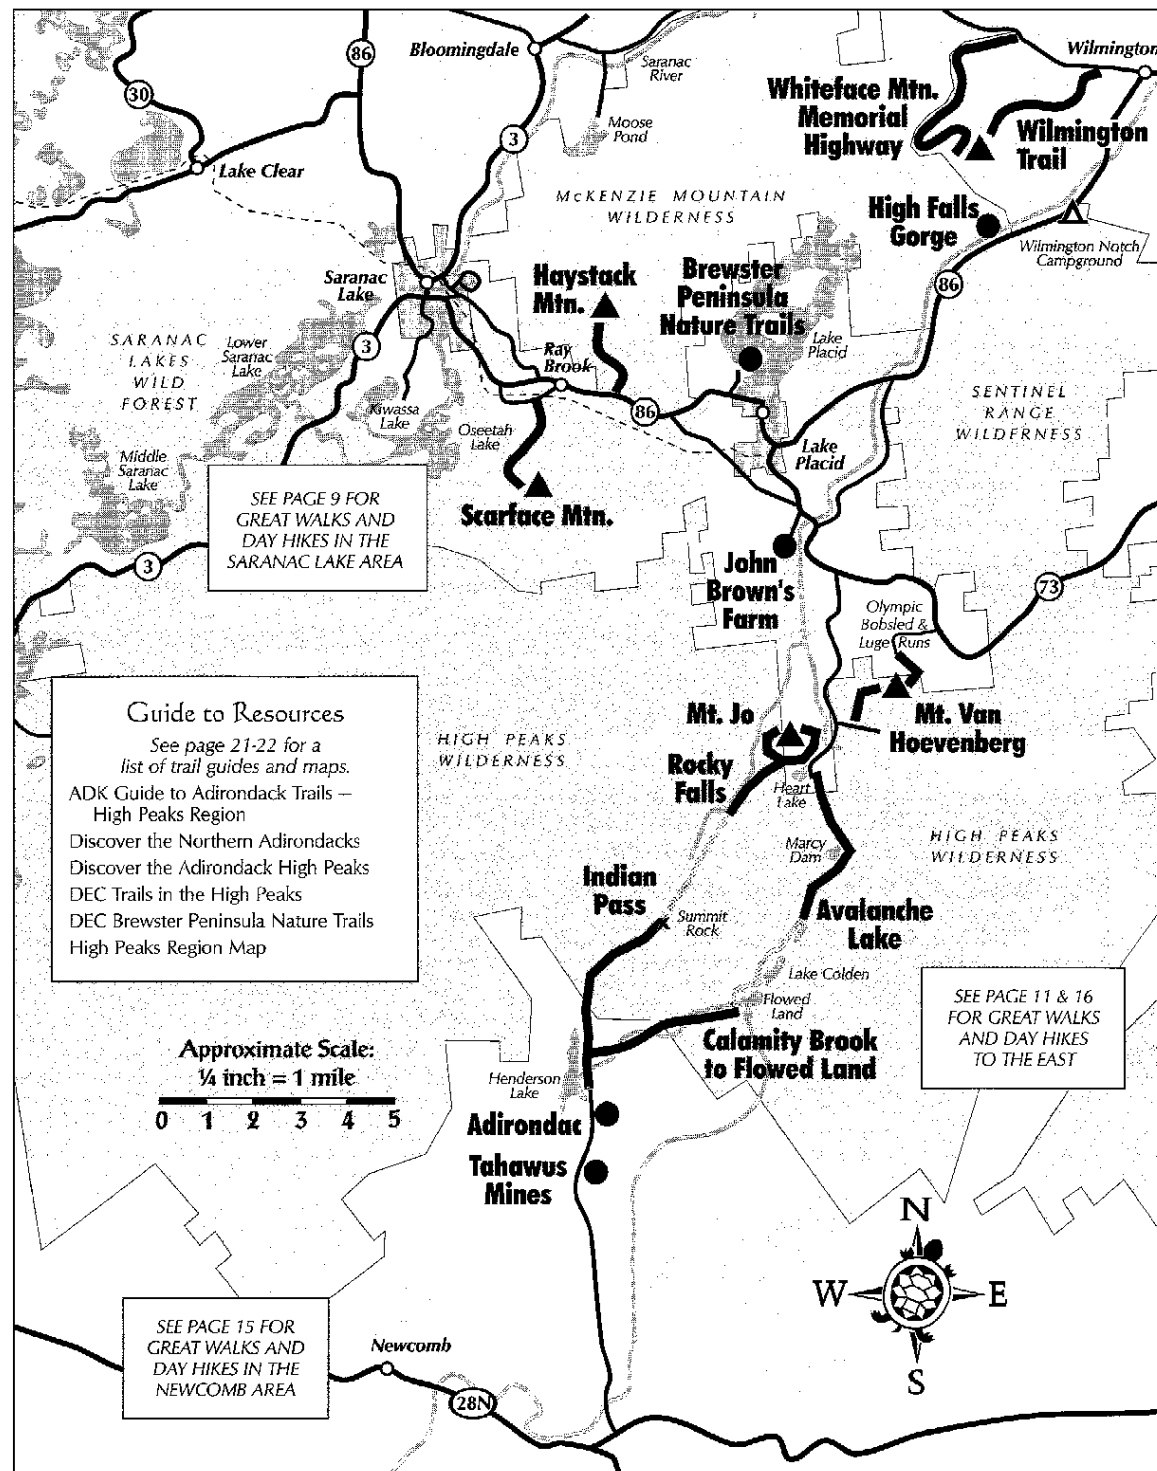 86
Bloomingdale
Wilmington
Saranac
River
30
Whiteface Mtn.
Memorial
Highway
Moose
Pond
3
Wilmington
Trail
Lake Clear
McKENZIE MOUNTAIN
WILDERNESS
High Falls
Gorge
Wilmington Notch
Campground
Saranac
Lake
Haystack
Mtn.
Brewster
Peninsula
Nature Trails
86
SARANAC
LAKES
WILD
FOREST
Lower
Saranac
Lake
3
Ray
Brook
Lake
Placid
Kiwassa
Lake
Oseetah
Lake
86
SENTINEL
RANGE
WILDERNESS
Middle
Saranac
Lake
Lake
Placid
SEE PAGE 9 FOR
GREAT WALKS AND
DAY HIKES IN THE
SARANAC LAKE AREA
Scarface Mtn.
3
John
Brown's
Farm
73
Olympic
Bobsled &
Luge Runs
Guide to Resources
See page 21-22 for a
list of trail guides and maps.
ADK Guide to Adirondack Trails –
High Peaks Region
Discover the Northern Adirondacks
Discover the Adirondack High Peaks
DEC Trails in the High Peaks
DEC Brewster Peninsula Nature Trails
High Peaks Region Map
HIGH PEAKS
WILDERNESS
Mt. Jo
Mt. Van
Hoevenberg
Rocky
Falls
Heart
Lake
Marcy
Dam
HIGH PEAKS
WILDERNESS
Indian
Pass
Summit
Rock
Avalanche
Lake
Lake Colden
Flowed
Land
SEE PAGE 11 & 16
FOR GREAT WALKS
AND DAY HIKES
TO THE EAST
Calamity Brook
to Flowed Land
Approximate Scale:
¼ inch = 1 mile
0 1 2 3 4 5
Henderson
Lake
Adirondac
Tahawus
Mines
N
W E
S
SEE PAGE 15 FOR
GREAT WALKS AND
DAY HIKES IN THE
NEWCOMB AREA
Newcomb
28N